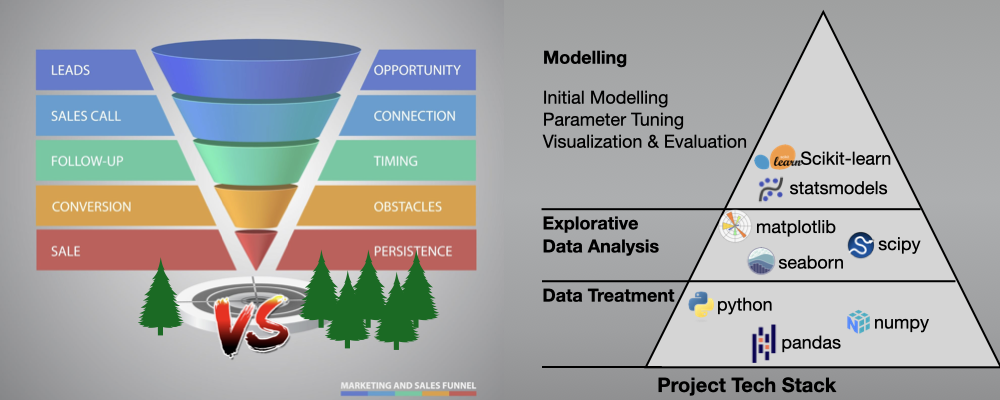 LEADS
OPPORTUNITY
SALES CALL
CONNECTION
FOLLOW-UP
TIMING
CONVERSION
OBSTACLES
SALE
PERSISTENCE
VS
MARKETING AND SALES FUNNEL
Modelling
Initial Modelling
Parameter Tuning
Visualization & Evaluation
learn Scikit-learn
statsmodels
Explorative
Data Analysis
matplotlib
scipy
seaborn
Data Treatment
python
numpy
pandas
Project Tech Stack